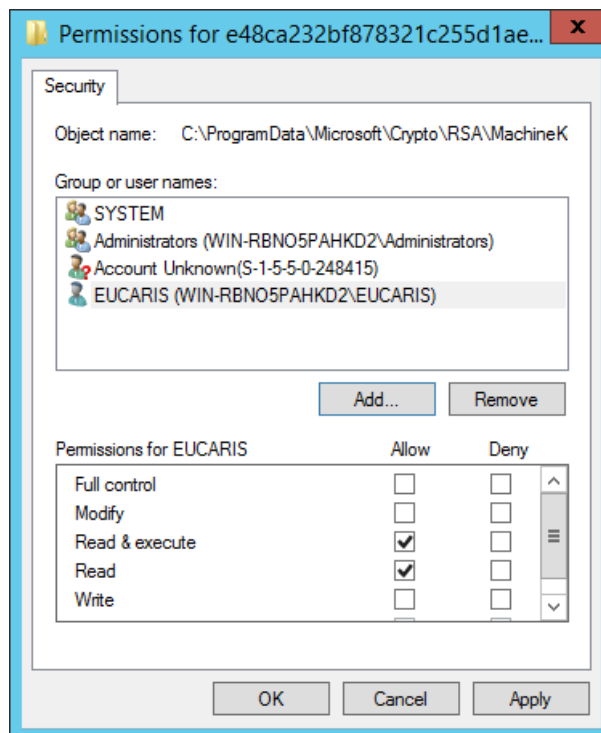 Permissions for e48ca232bf878321c255d1ae... x
Security
Object name: C:\ProgramData\Microsoft\Crypto\RSA\MachineK
Group or user names:
SYSTEM
Administrators (WIN-RBNO5PAHKD2\Administrators)
Account Unknown(S-1-5-5-0-248415)
EUCARIS (WIN-RBNO5PAHKD2\EUCARIS)
Add... Remove
Permissions for EUCARIS Allow Deny
Full control
Modify
Read & execute
Read
Write
OK Cancel Apply